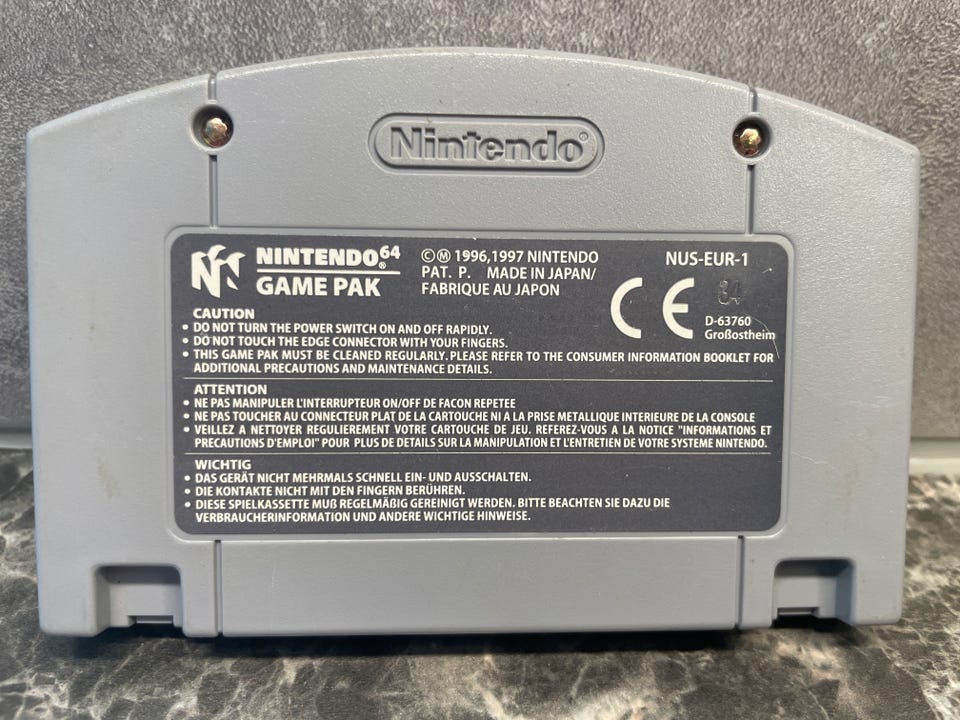 Nintendo®
NINTENDO64®
GAME PAK
©Ⓜ 1996,1997 NINTENDO
PAT. P. MADE IN JAPAN/
FABRIQUE AU JAPON
NUS-EUR-1
CE
D-63760
Großostheim
CAUTION
• DO NOT TURN THE POWER SWITCH ON AND OFF RAPIDLY.
• DO NOT TOUCH THE EDGE CONNECTOR WITH YOUR FINGERS.
• THIS GAME PAK MUST BE CLEANED REGULARLY. PLEASE REFER TO THE CONSUMER INFORMATION BOOKLET FOR
ADDITIONAL PRECAUTIONS AND MAINTENANCE DETAILS.
ATTENTION
• NE PAS MANIPULER L'INTERRUPTEUR ON/OFF DE FACON REPETEE
• NE PAS TOUCHER AU CONNECTEUR PLAT DE LA CARTOUCHE NI A LA PRISE METALLIQUE INTERIEURE DE LA CONSOLE
• VEILLEZ A NETTOYER REGULIEREMENT VOTRE CARTOUCHE DE JEU. REFEREZ-VOUS A LA NOTICE "INFORMATIONS ET
PRECAUTIONS D'EMPLOI" POUR PLUS DE DETAILS SUR LA MANIPULATION ET L'ENTRETIEN DE VOTRE SYSTEME NINTENDO.
WICHTIG
• DAS GERÄT NICHT MEHRMALS SCHNELL EIN- UND AUSSCHALTEN.
• DIE KONTAKTE NICHT MIT DEN FINGERN BERÜHREN.
• DIESE SPIELKASSETTE MUß REGELMÄßIG GEREINIGT WERDEN. BITTE BEACHTEN SIE DAZU DIE
VERBRAUCHERINFORMATION UND ANDERE WICHTIGE HINWEISE.